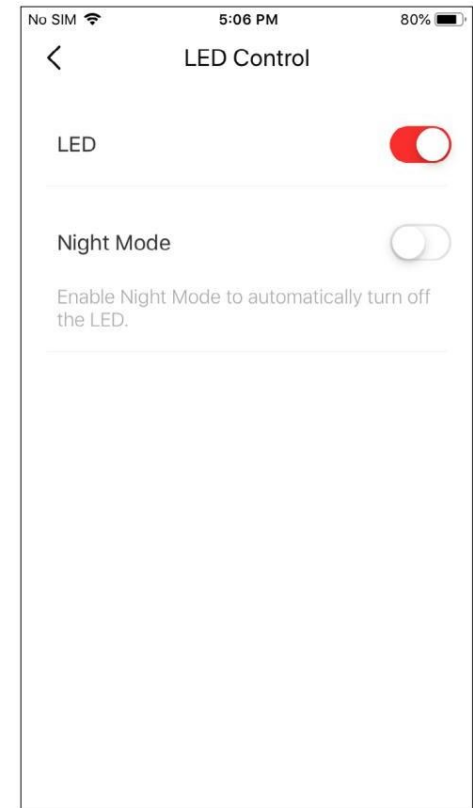 No SIM 5:06 PM 80%
LED Control
LED
Night Mode
Enable Night Mode to automatically turn off
the LED.